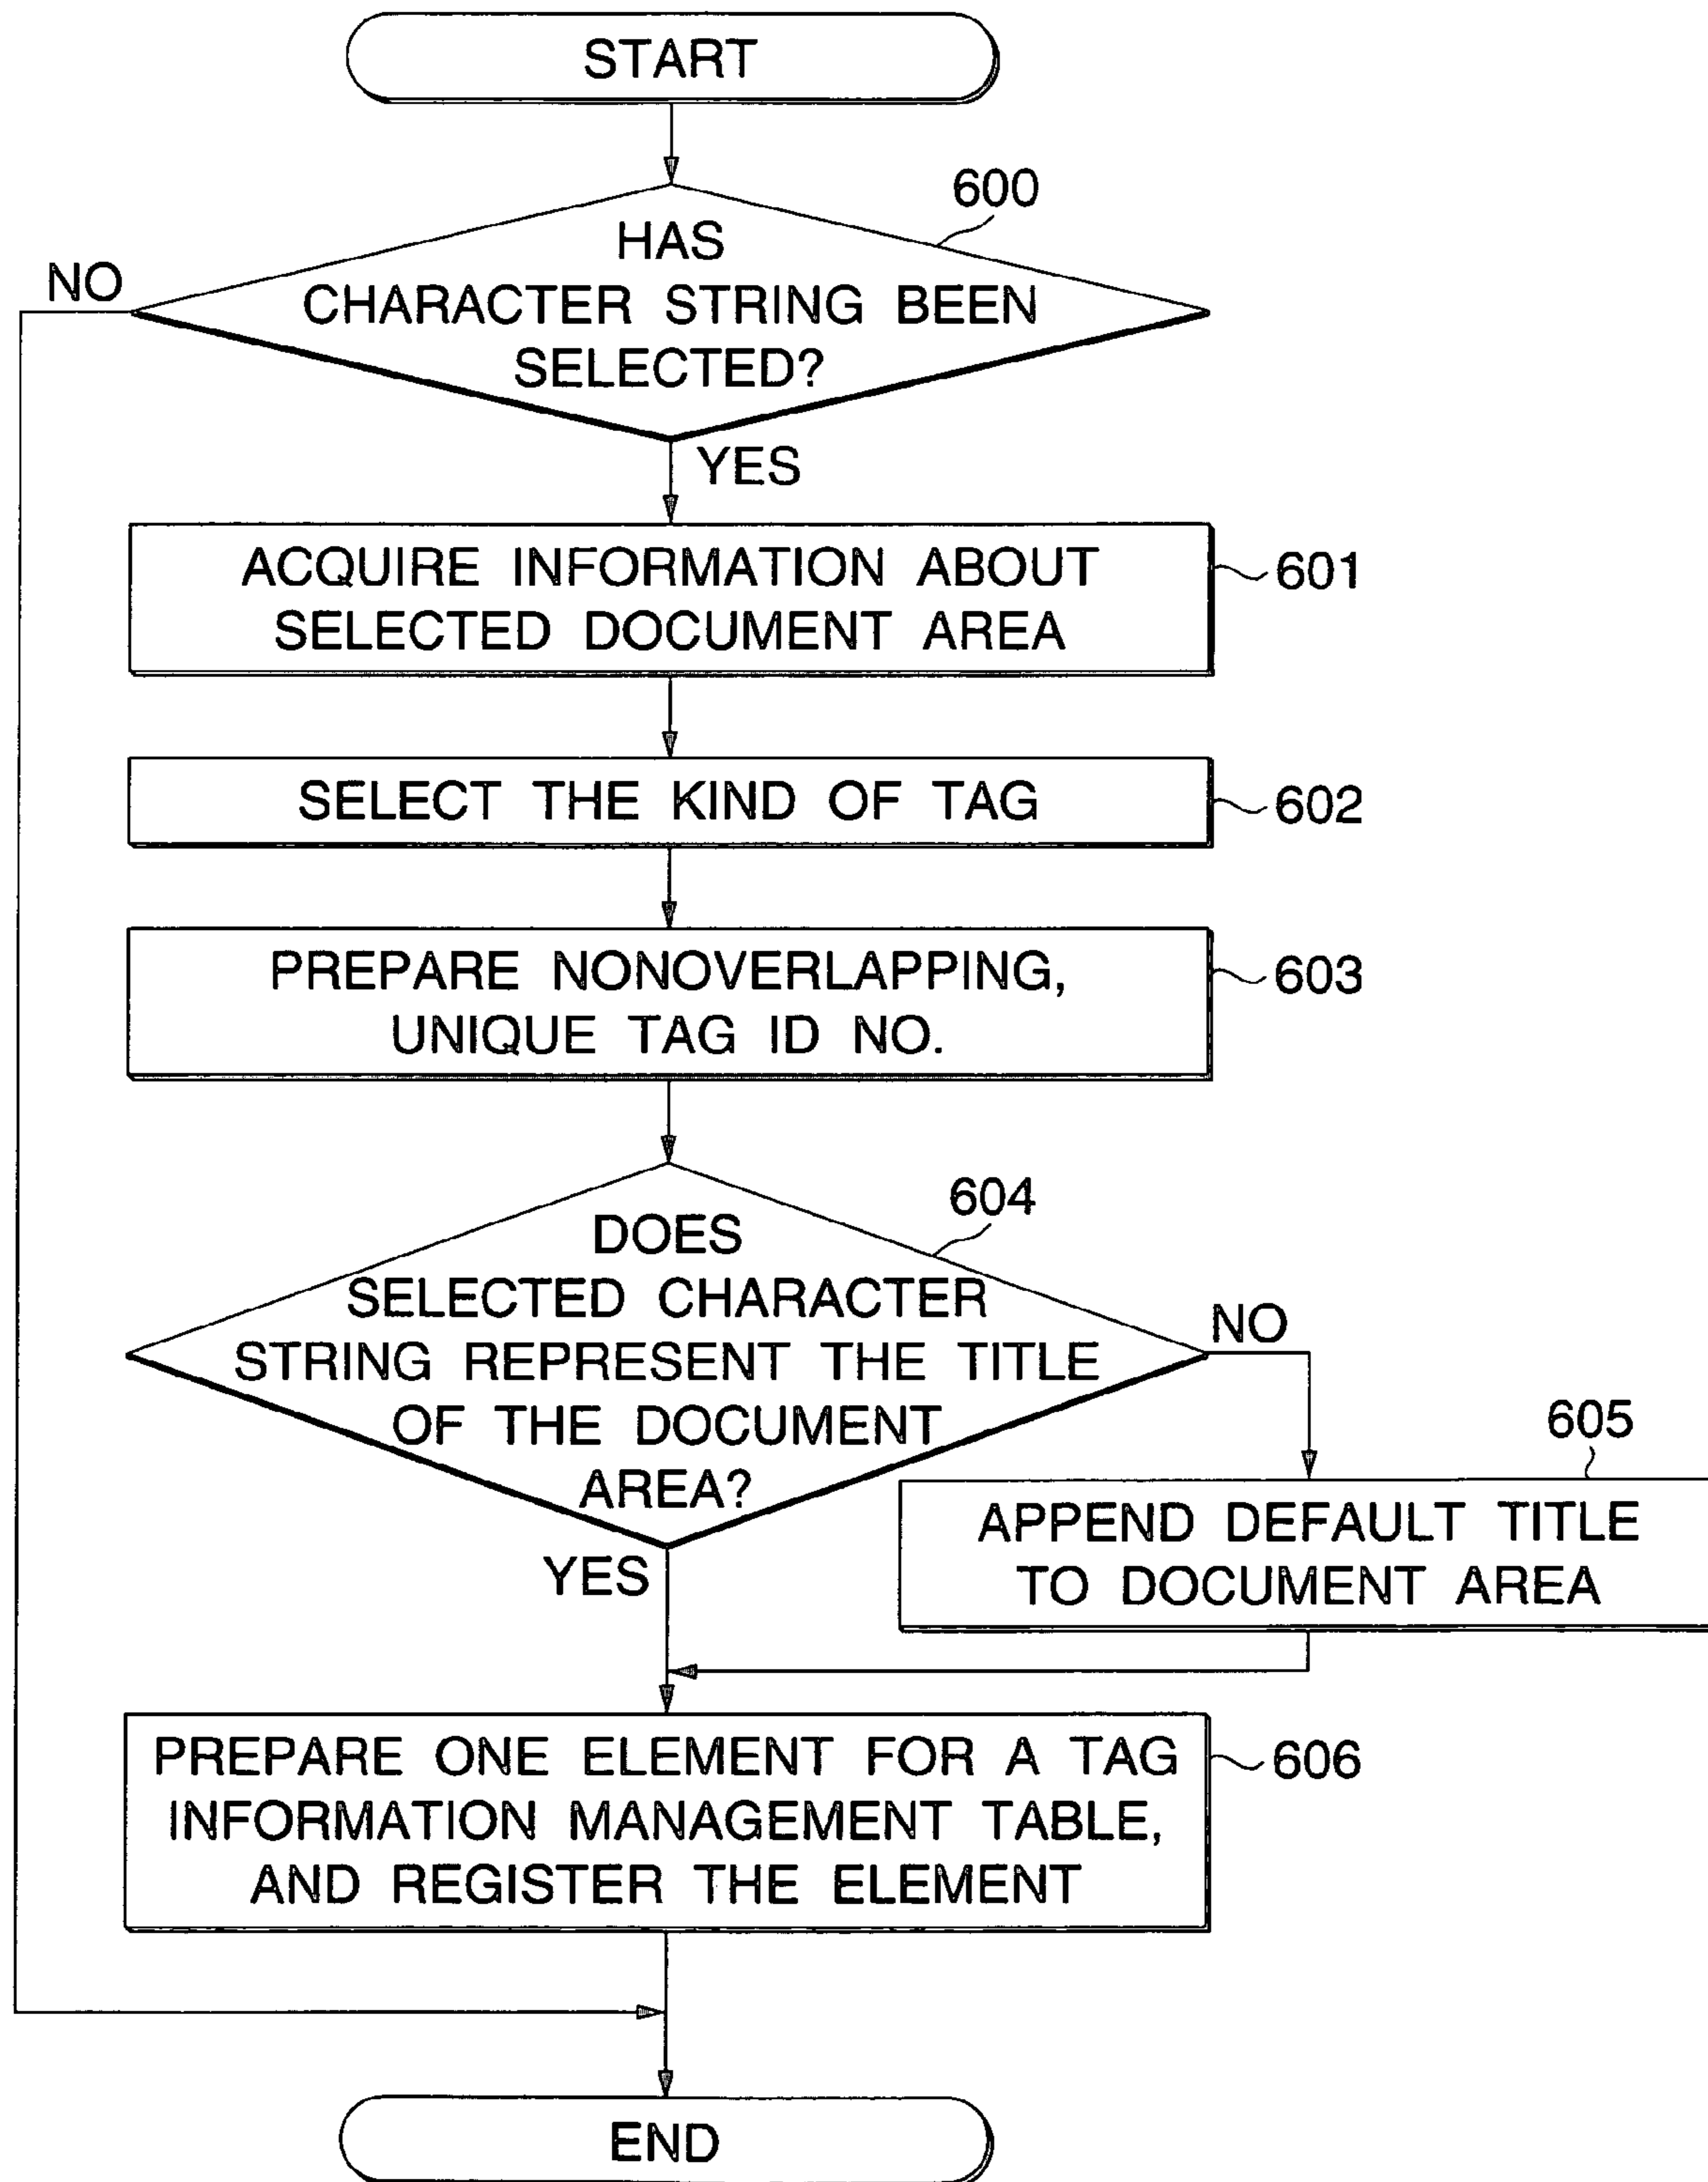 START
600
HAS
CHARACTER STRING BEEN
SELECTED?
NO
YES
ACQUIRE INFORMATION ABOUT
SELECTED DOCUMENT AREA
601
SELECT THE KIND OF TAG
602
PREPARE NONOVERLAPPING,
UNIQUE TAG ID NO.
603
604
DOES
SELECTED CHARACTER
STRING REPRESENT THE TITLE
OF THE DOCUMENT
AREA?
NO
YES
605
APPEND DEFAULT TITLE
TO DOCUMENT AREA
PREPARE ONE ELEMENT FOR A TAG
INFORMATION MANAGEMENT TABLE,
AND REGISTER THE ELEMENT
606
END